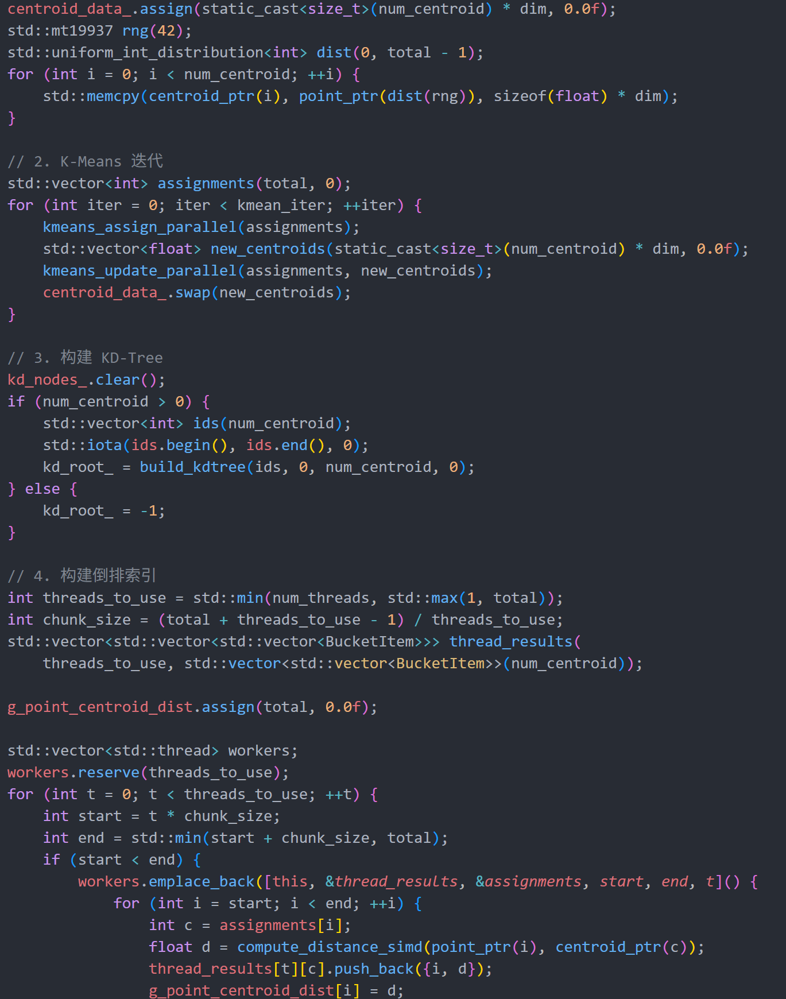 centroid_data_.assign(static_cast<size_t>(num_centroid) * dim, 0.0f);
std::mt19937 rng(42);
std::uniform_int_distribution<int> dist(0, total - 1);
for (int i = 0; i < num_centroid; ++i) {
    std::memcpy(centroid_ptr(i), point_ptr(dist(rng)), sizeof(float) * dim);
}

// 2. K-Means 迭代
std::vector<int> assignments(total, 0);
for (int iter = 0; iter < kmean_iter; ++iter) {
    kmeans_assign_parallel(assignments);
    std::vector<float> new_centroids(static_cast<size_t>(num_centroid) * dim, 0.0f);
    kmeans_update_parallel(assignments, new_centroids);
    centroid_data_.swap(new_centroids);
}

// 3. 构建 KD-Tree
kd_nodes_.clear();
if (num_centroid > 0) {
    std::vector<int> ids(num_centroid);
    std::iota(ids.begin(), ids.end(), 0);
    kd_root_ = build_kdtree(ids, 0, num_centroid, 0);
} else {
    kd_root_ = -1;
}

// 4. 构建倒排索引
int threads_to_use = std::min(num_threads, std::max(1, total));
int chunk_size = (total + threads_to_use - 1) / threads_to_use;
std::vector<std::vector<std::vector<BucketItem>>> thread_results(
    threads_to_use, std::vector<std::vector<BucketItem>>(num_centroid));

g_point_centroid_dist.assign(total, 0.0f);

std::vector<std::thread> workers;
workers.reserve(threads_to_use);
for (int t = 0; t < threads_to_use; ++t) {
    int start = t * chunk_size;
    int end = std::min(start + chunk_size, total);
    if (start < end) {
        workers.emplace_back([this, &thread_results, &assignments, start, end, t]() {
            for (int i = start; i < end; ++i) {
                int c = assignments[i];
                float d = compute_distance_simd(point_ptr(i), centroid_ptr(c));
                thread_results[t][c].push_back({i, d});
                g_point_centroid_dist[i] = d;